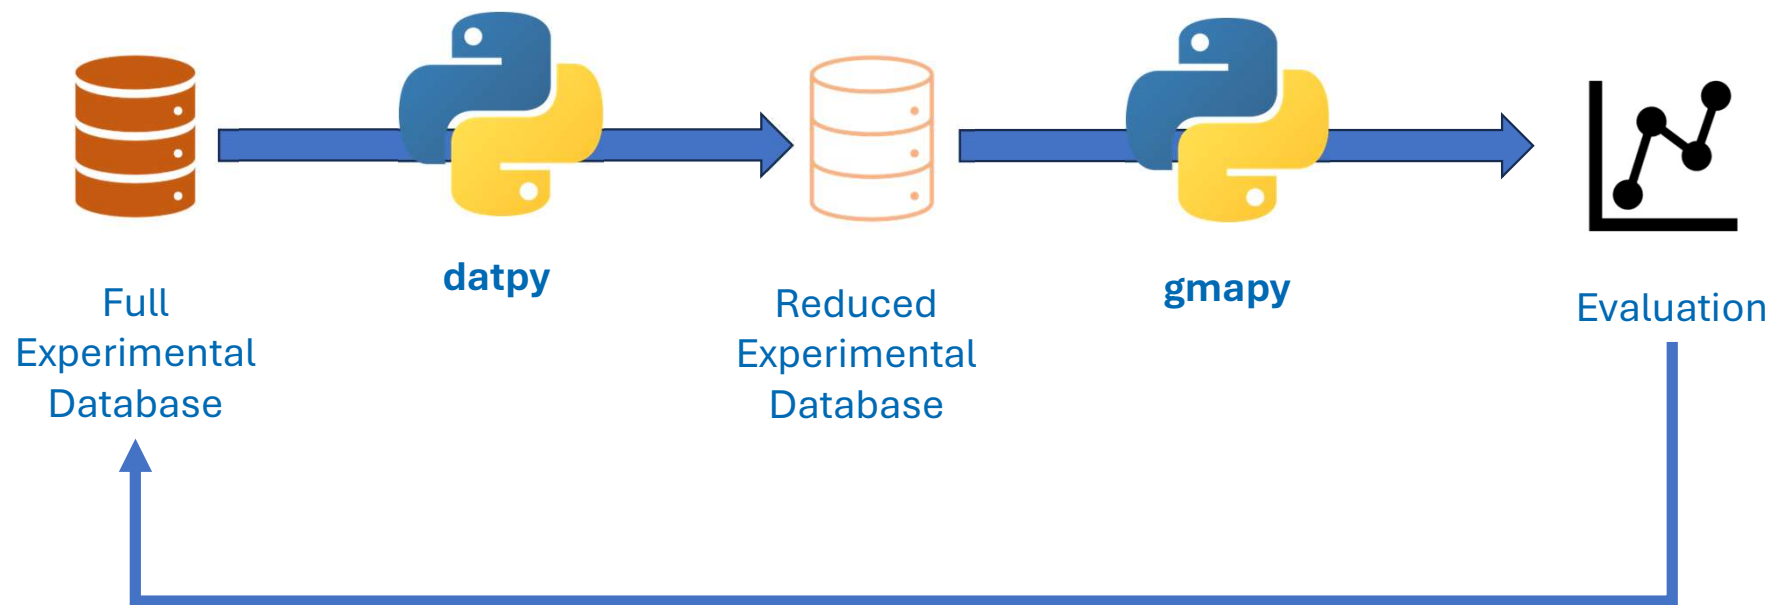 Full
Experimental
Database
datpy
Reduced
Experimental
Database
gmapy
Evaluation